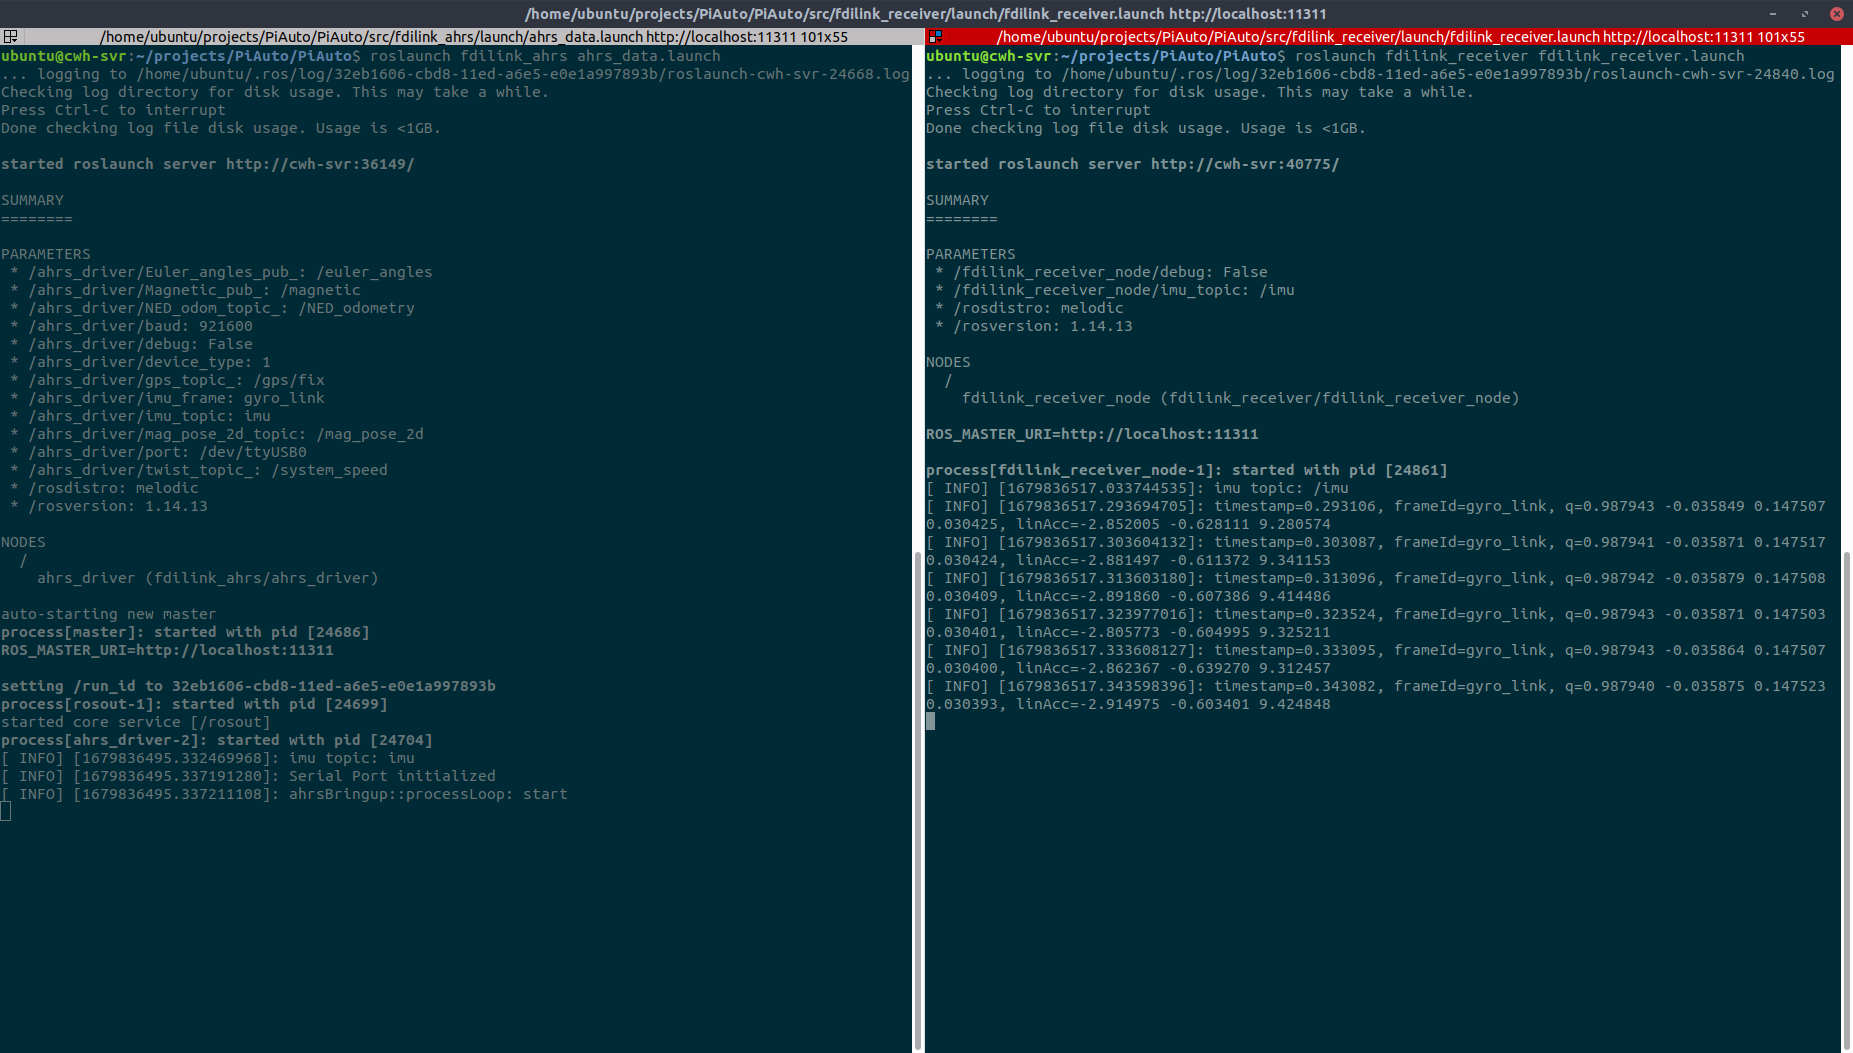 /home/ubuntu/projects/PiAuto/PiAuto/src/fdilink_receiver/launch/fdilink_receiver.launch http://localhost:11311
/home/ubuntu/projects/PiAuto/PiAuto/src/fdilink_ahrs/launch/ahrs_data.launch http://localhost:11311 101x55
ubuntu@cwh-svr:~/projects/PiAuto/PiAuto$ roslaunch fdilink_ahrs ahrs_data.launch
... logging to /home/ubuntu/.ros/log/32eb1606-cbd8-11ed-a6e5-e0e1a997893b/roslaunch-cwh-svr-24668.log
Checking log directory for disk usage. This may take a while.
Press Ctrl-C to interrupt
Done checking log file disk usage. Usage is <1GB.
started roslaunch server http://cwh-svr:36149/
SUMMARY
========
PARAMETERS
* /ahrs_driver/Euler_angles_pub_: /euler_angles
* /ahrs_driver/Magnetic_pub_: /magnetic
* /ahrs_driver/NED_odom_topic_: /NED_odometry
* /ahrs_driver/baud: 921600
* /ahrs_driver/debug: False
* /ahrs_driver/device_type: 1
* /ahrs_driver/gps_topic_: /gps/fix
* /ahrs_driver/imu_frame: gyro_link
* /ahrs_driver/imu_topic: imu
* /ahrs_driver/mag_pose_2d_topic: /mag_pose_2d
* /ahrs_driver/port: /dev/ttyUSB0
* /ahrs_driver/twist_topic_: /system_speed
* /rosdistro: melodic
* /rosversion: 1.14.13
NODES
/
ahrs_driver (fdilink_ahrs/ahrs_driver)
auto-starting new master
process[master]: started with pid [24686]
ROS_MASTER_URI=http://localhost:11311
setting /run_id to 32eb1606-cbd8-11ed-a6e5-e0e1a997893b
process[rosout-1]: started with pid [24699]
started core service [/rosout]
process[ahrs_driver-2]: started with pid [24704]
[ INFO] [1679836495.332469968]: imu topic: imu
[ INFO] [1679836495.337191280]: Serial Port initialized
[ INFO] [1679836495.337211108]: ahrsBringup::processLoop: start
/home/ubuntu/projects/PiAuto/PiAuto/src/fdilink_receiver/launch/fdilink_receiver.launch http://localhost:11311 101x55
ubuntu@cwh-svr:~/projects/PiAuto/PiAuto$ roslaunch fdilink_receiver fdilink_receiver.launch
... logging to /home/ubuntu/.ros/log/32eb1606-cbd8-11ed-a6e5-e0e1a997893b/roslaunch-cwh-svr-24840.log
Checking log directory for disk usage. This may take a while.
Press Ctrl-C to interrupt
Done checking log file disk usage. Usage is <1GB.
started roslaunch server http://cwh-svr:40775/
SUMMARY
========
PARAMETERS
* /fdilink_receiver_node/debug: False
* /fdilink_receiver_node/imu_topic: /imu
* /rosdistro: melodic
* /rosversion: 1.14.13
NODES
/
fdilink_receiver_node (fdilink_receiver/fdilink_receiver_node)
ROS_MASTER_URI=http://localhost:11311
process[fdilink_receiver_node-1]: started with pid [24861]
[ INFO] [1679836517.033744535]: imu topic: /imu
[ INFO] [1679836517.293694705]: timestamp=0.293106, frameId=gyro_link, q=0.987943 -0.035849 0.147507
0.030425, linAcc=-2.852005 -0.628111 9.280574
[ INFO] [1679836517.303604132]: timestamp=0.303087, frameId=gyro_link, q=0.987941 -0.035871 0.147517
0.030424, linAcc=-2.881497 -0.611372 9.341153
[ INFO] [1679836517.313603180]: timestamp=0.313096, frameId=gyro_link, q=0.987942 -0.035879 0.147508
0.030409, linAcc=-2.891860 -0.607386 9.414486
[ INFO] [1679836517.323977016]: timestamp=0.323524, frameId=gyro_link, q=0.987943 -0.035871 0.147503
0.030401, linAcc=-2.805773 -0.604995 9.325211
[ INFO] [1679836517.333608127]: timestamp=0.333095, frameId=gyro_link, q=0.987943 -0.035864 0.147507
0.030400, linAcc=-2.862367 -0.639270 9.312457
[ INFO] [1679836517.343598396]: timestamp=0.343082, frameId=gyro_link, q=0.987940 -0.035875 0.147523
0.030393, linAcc=-2.914975 -0.603401 9.424848